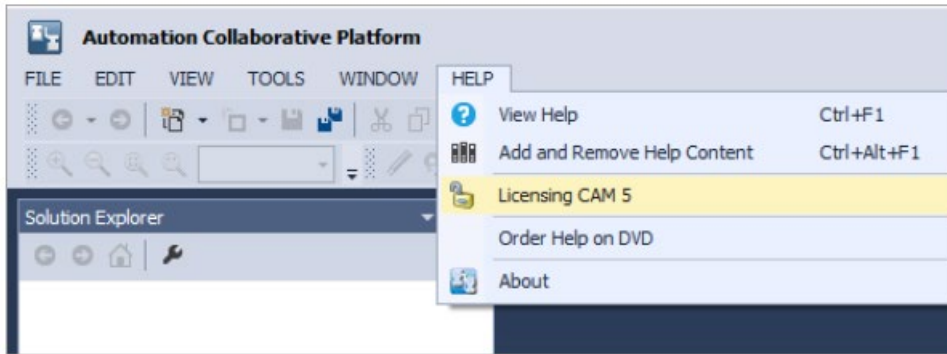 Automation Collaborative Platform
FILE EDIT VIEW TOOLS WINDOW HELP
View Help Ctrl+F1
Add and Remove Help Content Ctrl+Alt+F1
Licensing CAM 5
Solution Explorer
Order Help on DVD
About